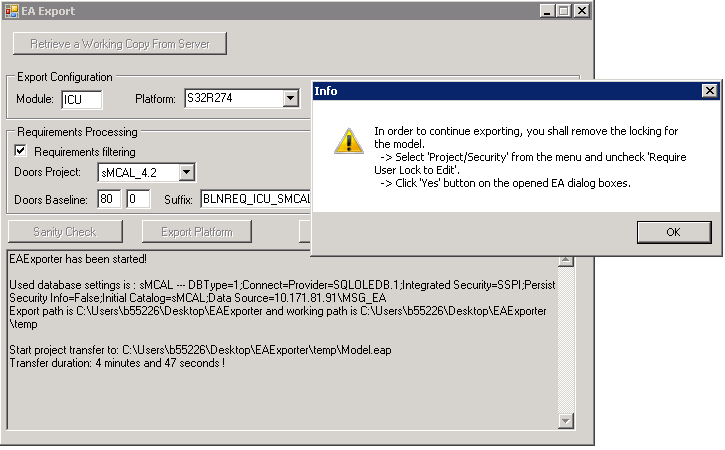 EA Export
Retrieve a Working Copy From Server
Export Configuration
Module: ICU Platform: S32R274
Requirements Processing
Requirements filtering
Doors Project: sMCAL_4.2
Doors Baseline: 80 0 Suffix: BLNREQ_ICU_SMCAL
Sanity Check Export Platform
Info
In order to continue exporting, you shall remove the locking for
the model.
-> Select 'Project/Security' from the menu and uncheck 'Require
User Lock to Edit'.
-> Click 'Yes' button on the opened EA dialog boxes.
OK
EAExporter has been started!
Used database settings is : sMCAL --- DBType=1;Connect=Provider=SQLOLEDB.1;Integrated Security=SSPI;Persist
Security Info=False;Initial Catalog=sMCAL;Data Source=10.171.81.91\MSG_EA
Export path is C:\Users\b55226\Desktop\EAExporter and working path is C:\Users\b55226\Desktop\EAExporter
\temp
Start project transfer to: C:\Users\b55226\Desktop\EAExporter\temp\Model.eap
Transfer duration: 4 minutes and 47 seconds !